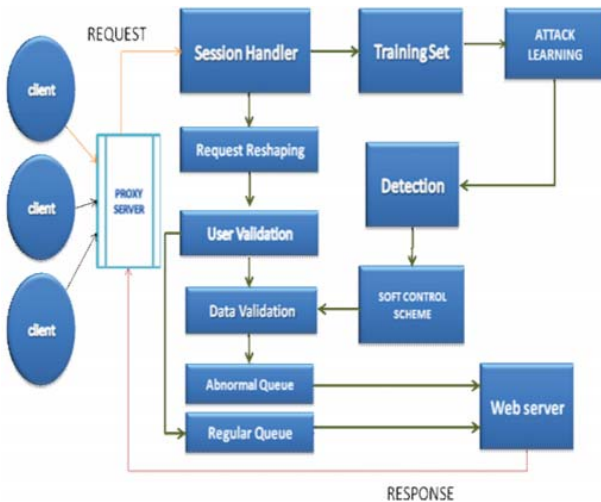 REQUEST
Session Handler
Training Set
ATTACK
LEARNING
client
Request Reshaping
PROXY
SERVER
Detection
client
User Validation
client
Data Validation
SOFT CONTROL
SCHEME
Abnormal Queue
Regular Queue
Web server
RESPONSE